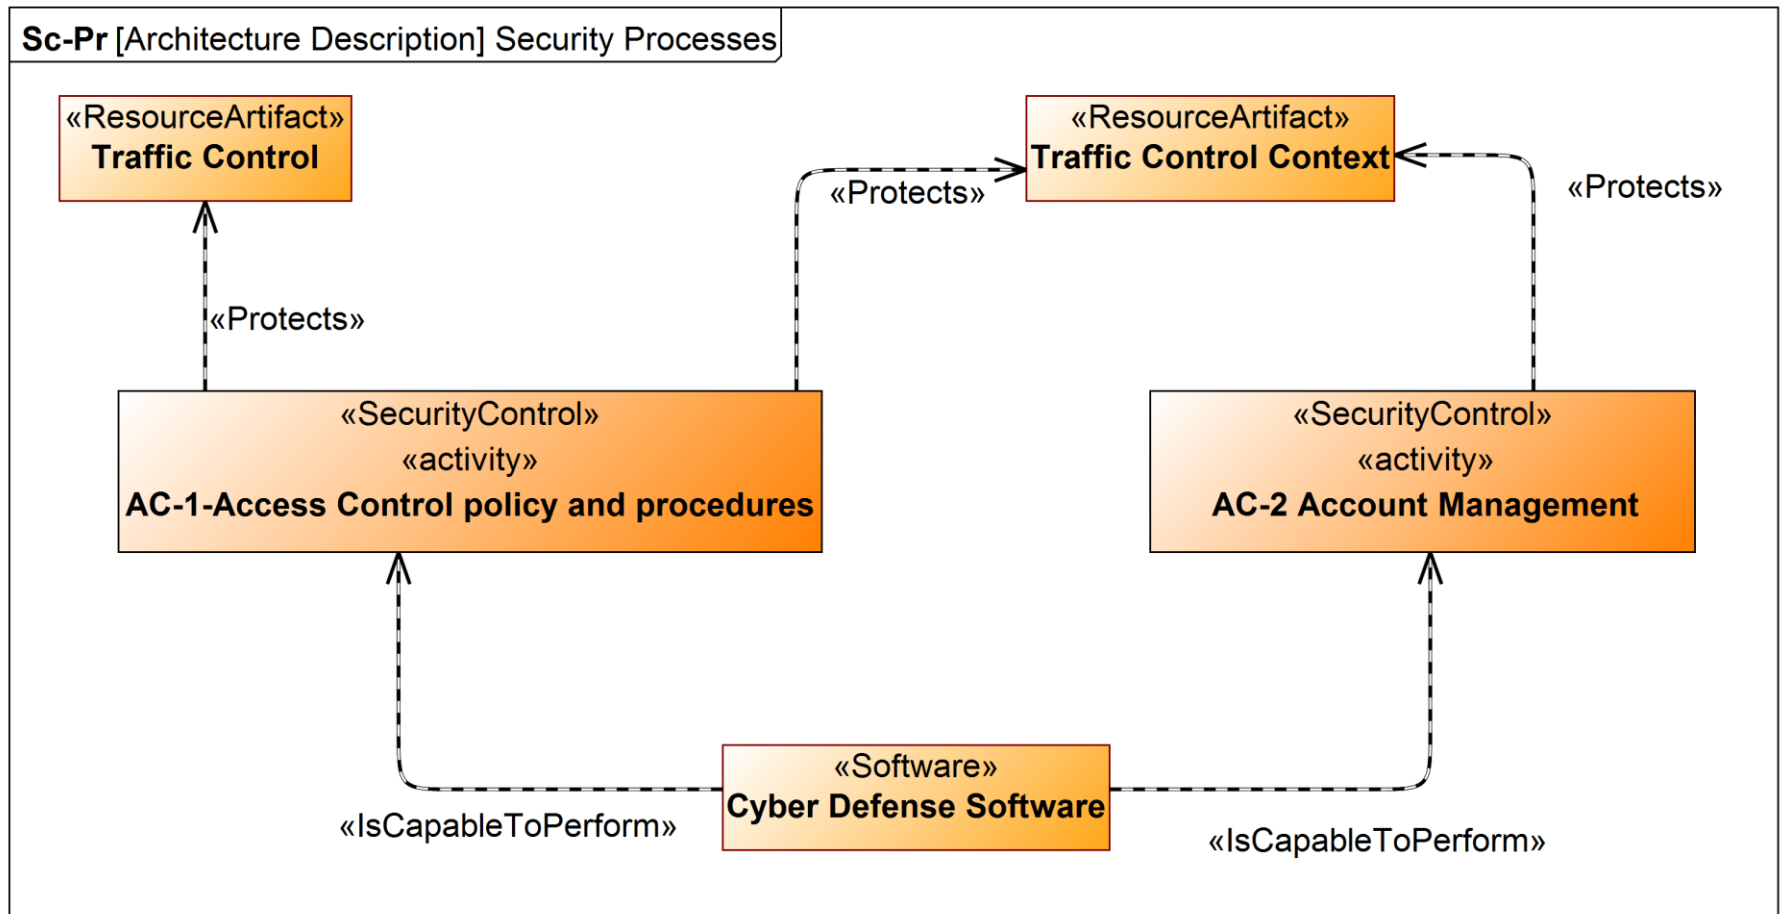 Sc-Pr [Architecture Description] Security Processes
«ResourceArtifact»
Traffic Control
«ResourceArtifact»
Traffic Control Context
«Protects»
«Protects»
«Protects»
«SecurityControl»
«activity»
AC-1-Access Control policy and procedures
«SecurityControl»
«activity»
AC-2 Account Management
«Software»
Cyber Defense Software
«IsCapableToPerform»
«IsCapableToPerform»